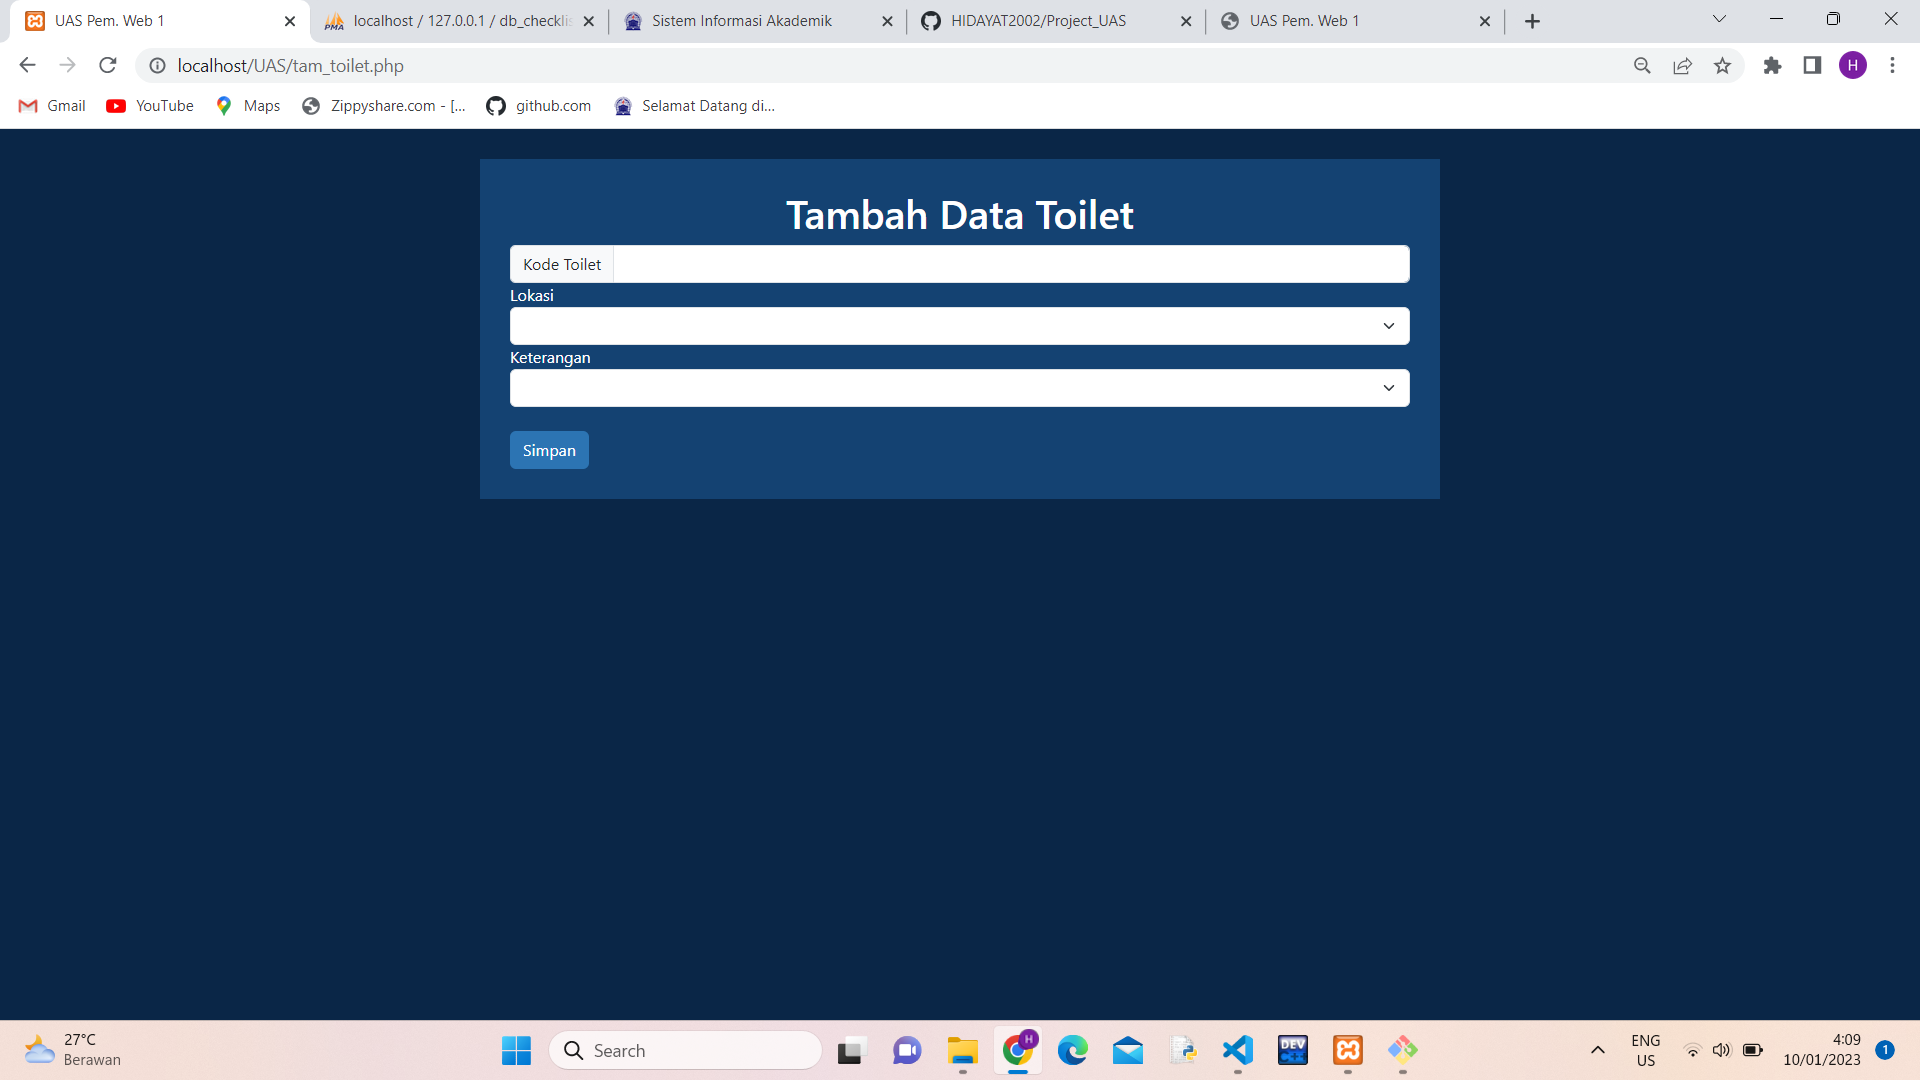 UAS Pem. Web 1
localhost / 127.0.0.1 / db_checklis
Sistem Informasi Akademik
HIDAYAT2002/Project_UAS
UAS Pem. Web 1
localhost/UAS/tam_toilet.php
H
Gmail
YouTube
Maps
Zippyshare.com - [...
github.com
Selamat Datang di...
Tambah Data Toilet
Kode Toilet
Lokasi
Keterangan
Simpan
27°C
Berawan
Search
H
DEV
ENG
US
4:09
10/01/2023
1